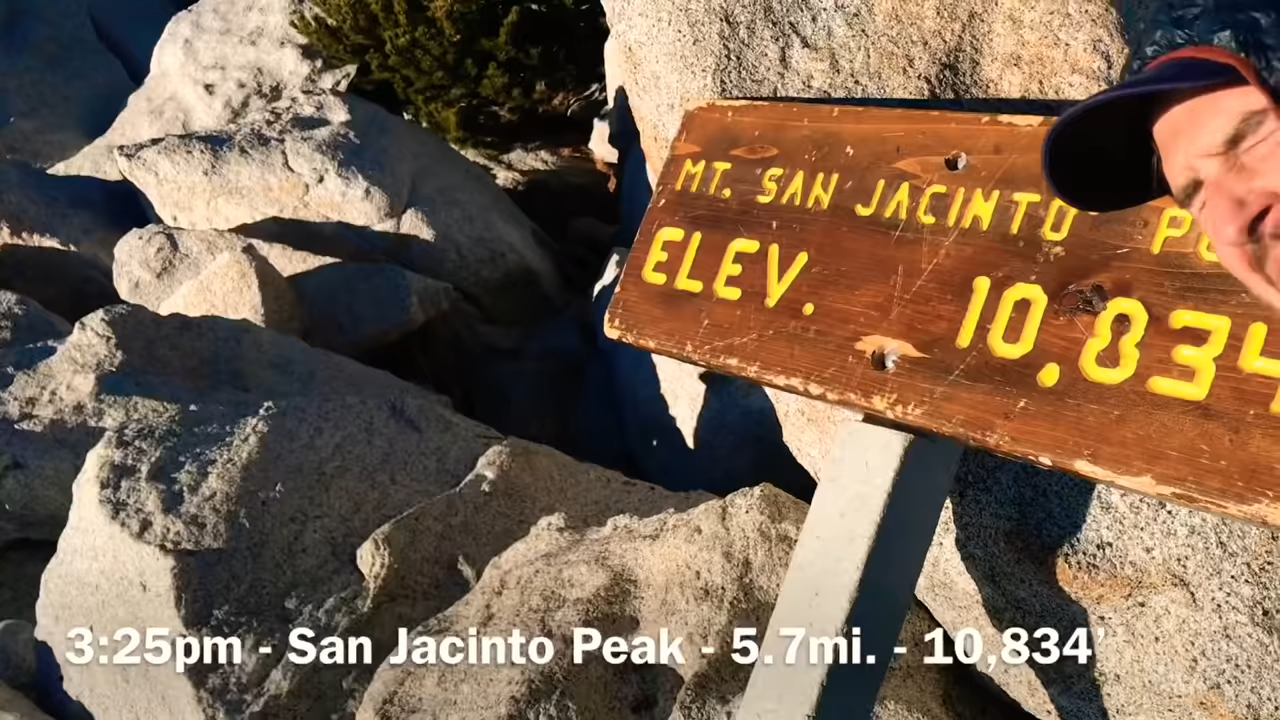 MT. SAN JACINTO
ELEV. 10,834
3:25pm - San Jacinto Peak - 5.7mi. - 10,834'